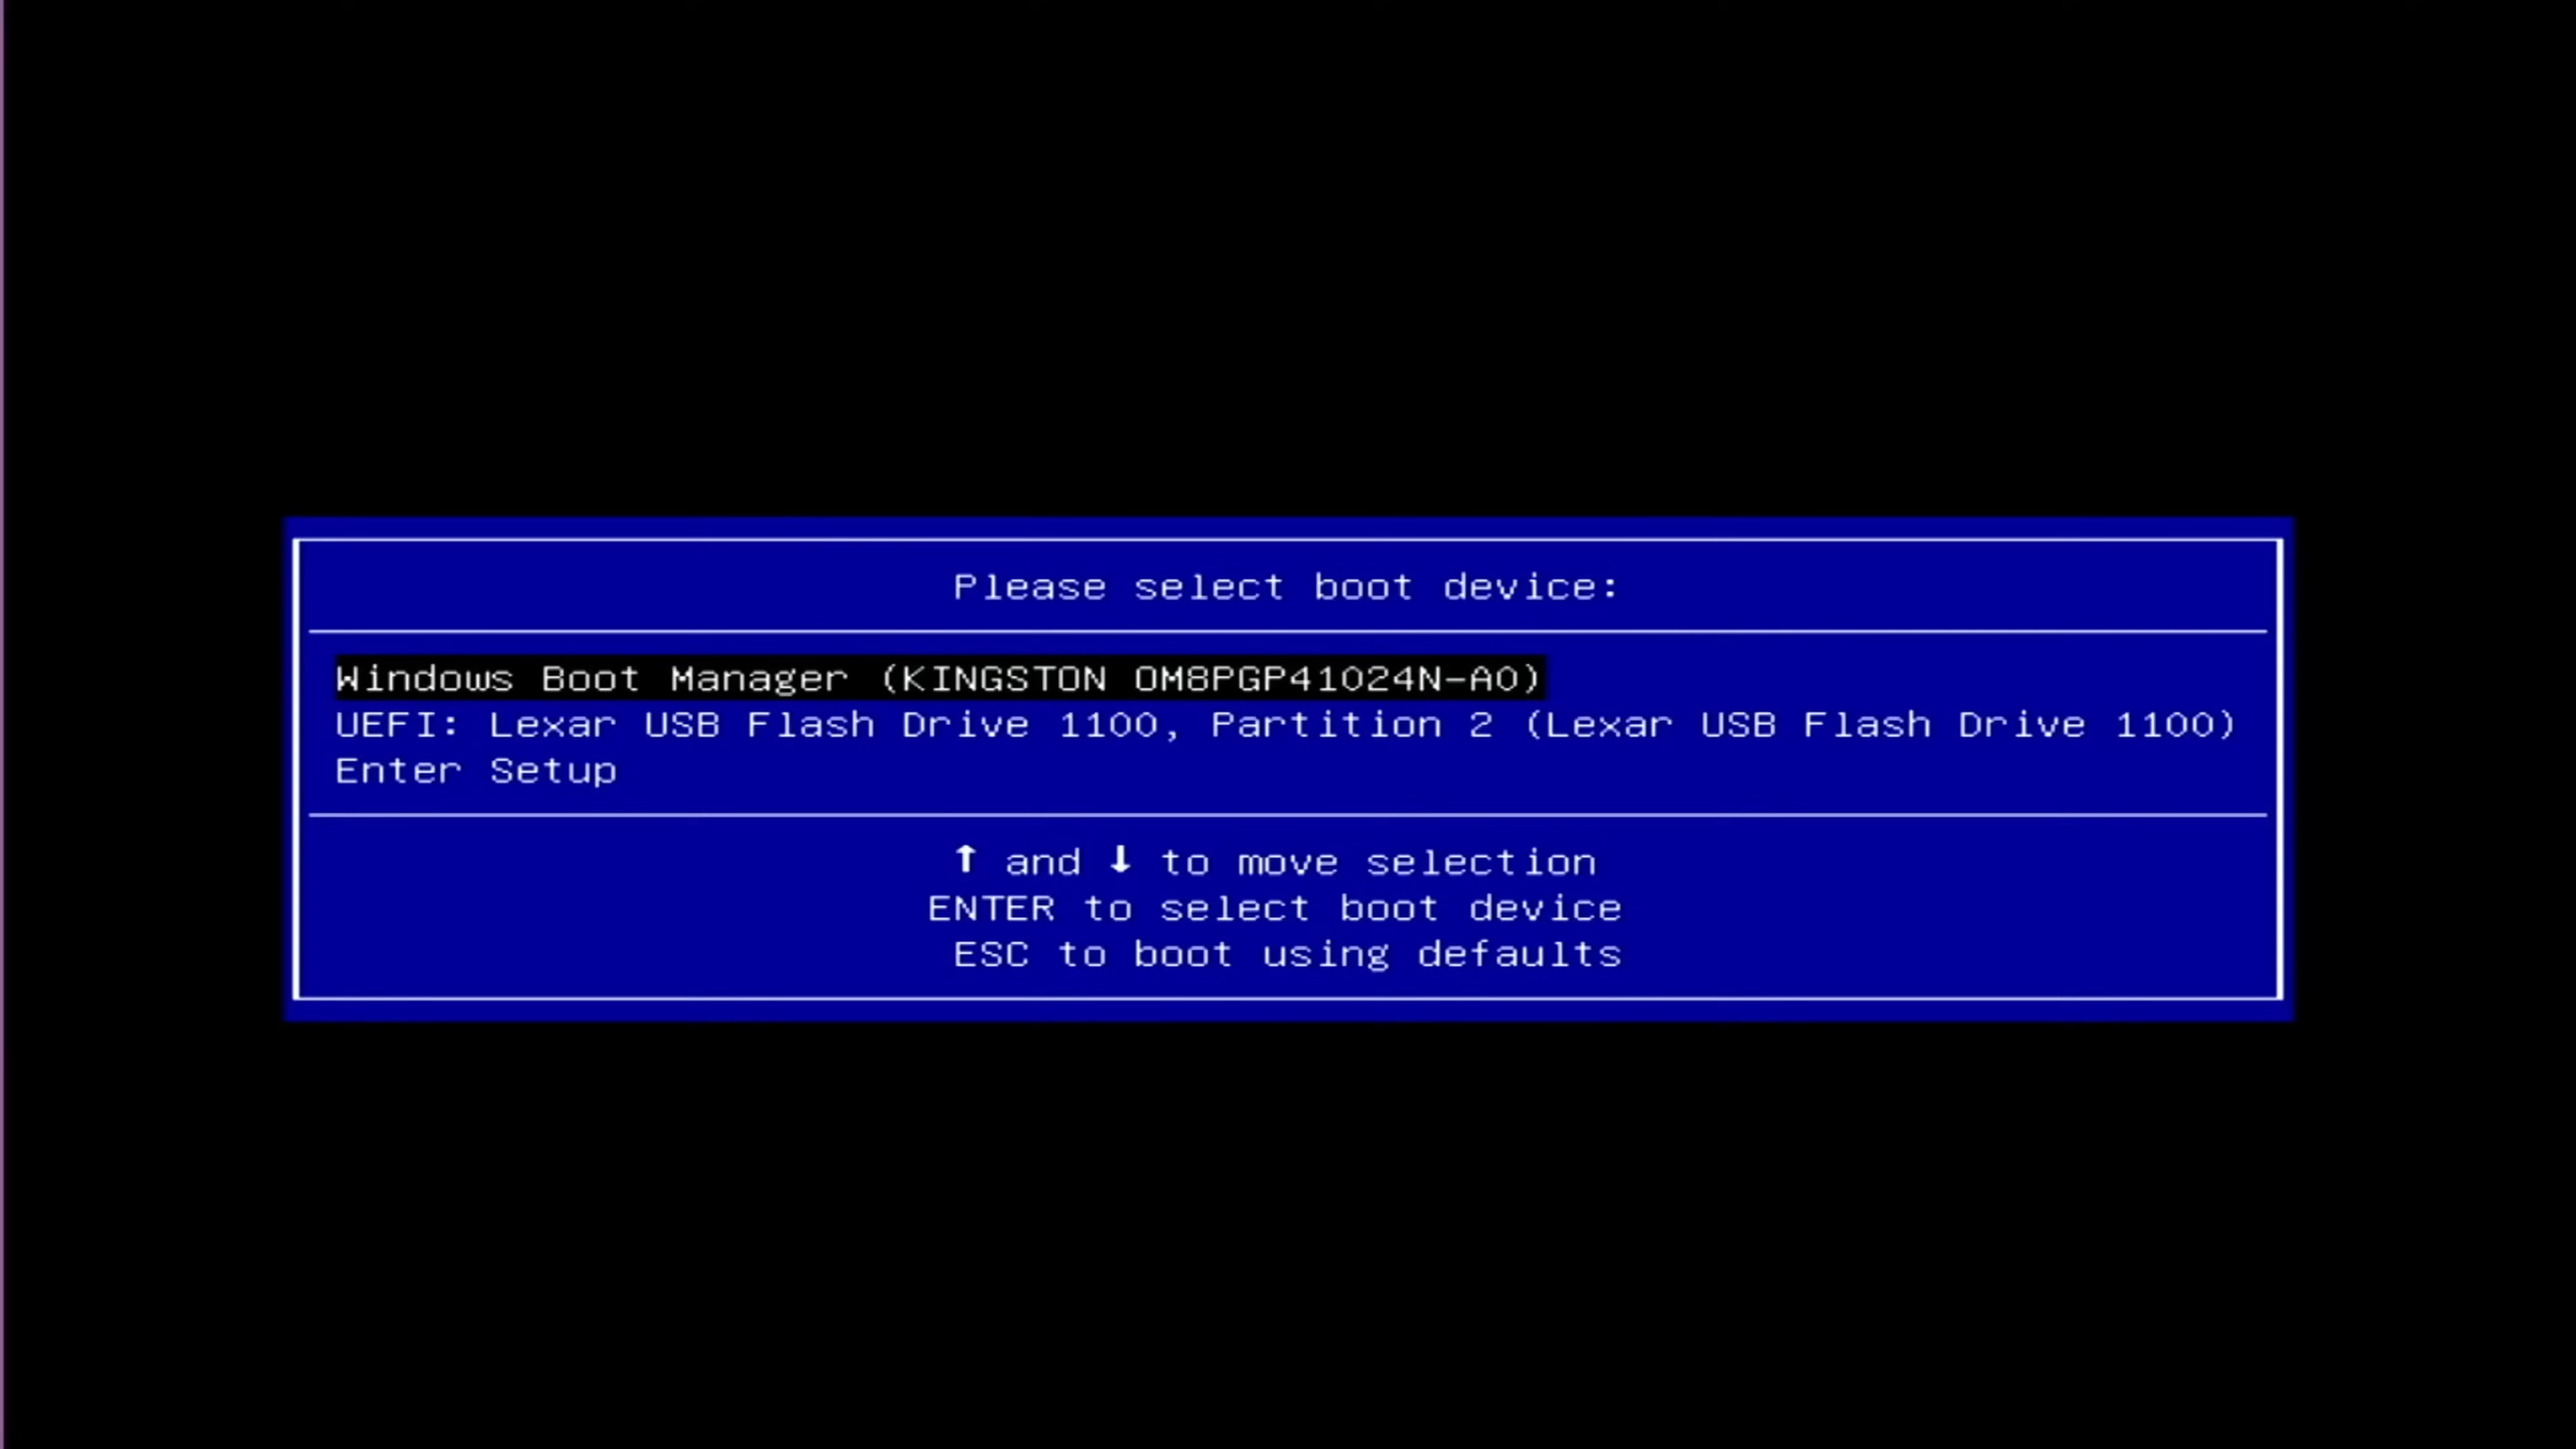 Please select boot device:
Windows Boot Manager (KINGSTON OM8PGP41024N-A0)
UEFI: Lexar USB Flash Drive 1100, Partition 2 (Lexar USB Flash Drive 1100)
Enter Setup
↑ and ↓ to move selection
ENTER to select boot device
ESC to boot using defaults